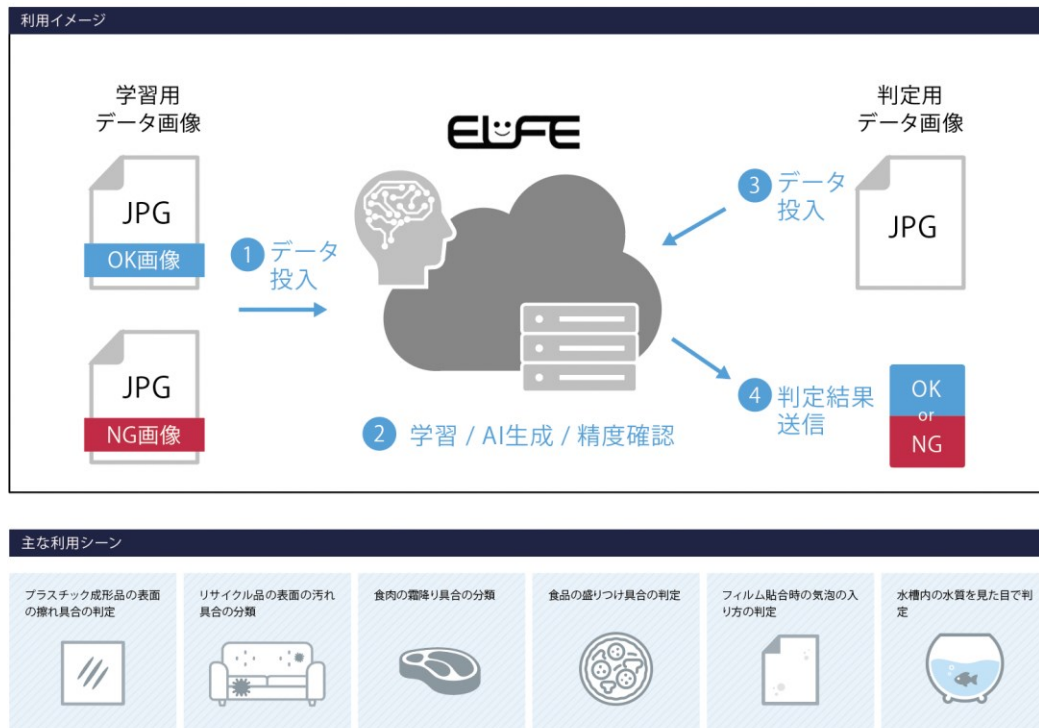 利用イメージ
学習用
データ画像
JPG
OK画像
JPG
NG画像
1 データ
投入
ELFE
2 学習 / AI生成 / 精度確認
判定用
データ画像
3 データ
投入
JPG
4 判定結果
送信
OK
or
NG
主な利用シーン
プラスチック成形品の表面
の擦れ具合の判定
リサイクル品の表面の汚れ
具合の分類
食肉の霜降り具合の分類
食品の盛りつけ具合の判定
フィルム貼合時の気泡の入
り方の判定
水槽内の水質を見た目で判
定